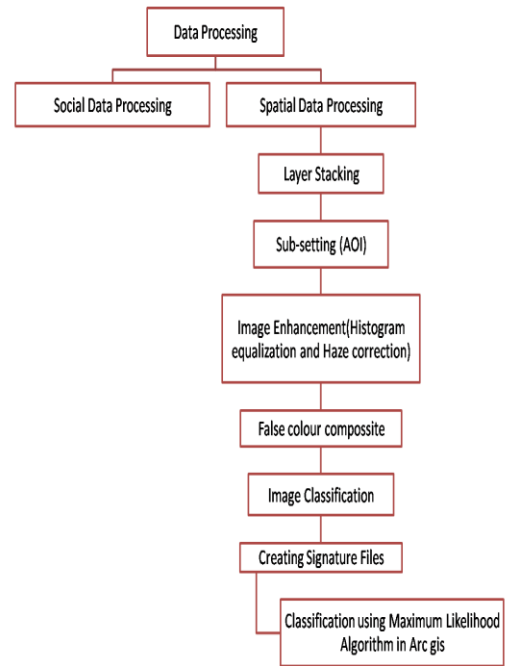 Data Processing
Social Data Processing
Spatial Data Processing
Layer Stacking
Sub-setting (AOI)
Image Enhancement(Histogram
equalization and Haze correction)
False colour compossite
Image Classification
Creating Signature Files
Classification using Maximum Likelihood
Algorithm in Arc gis